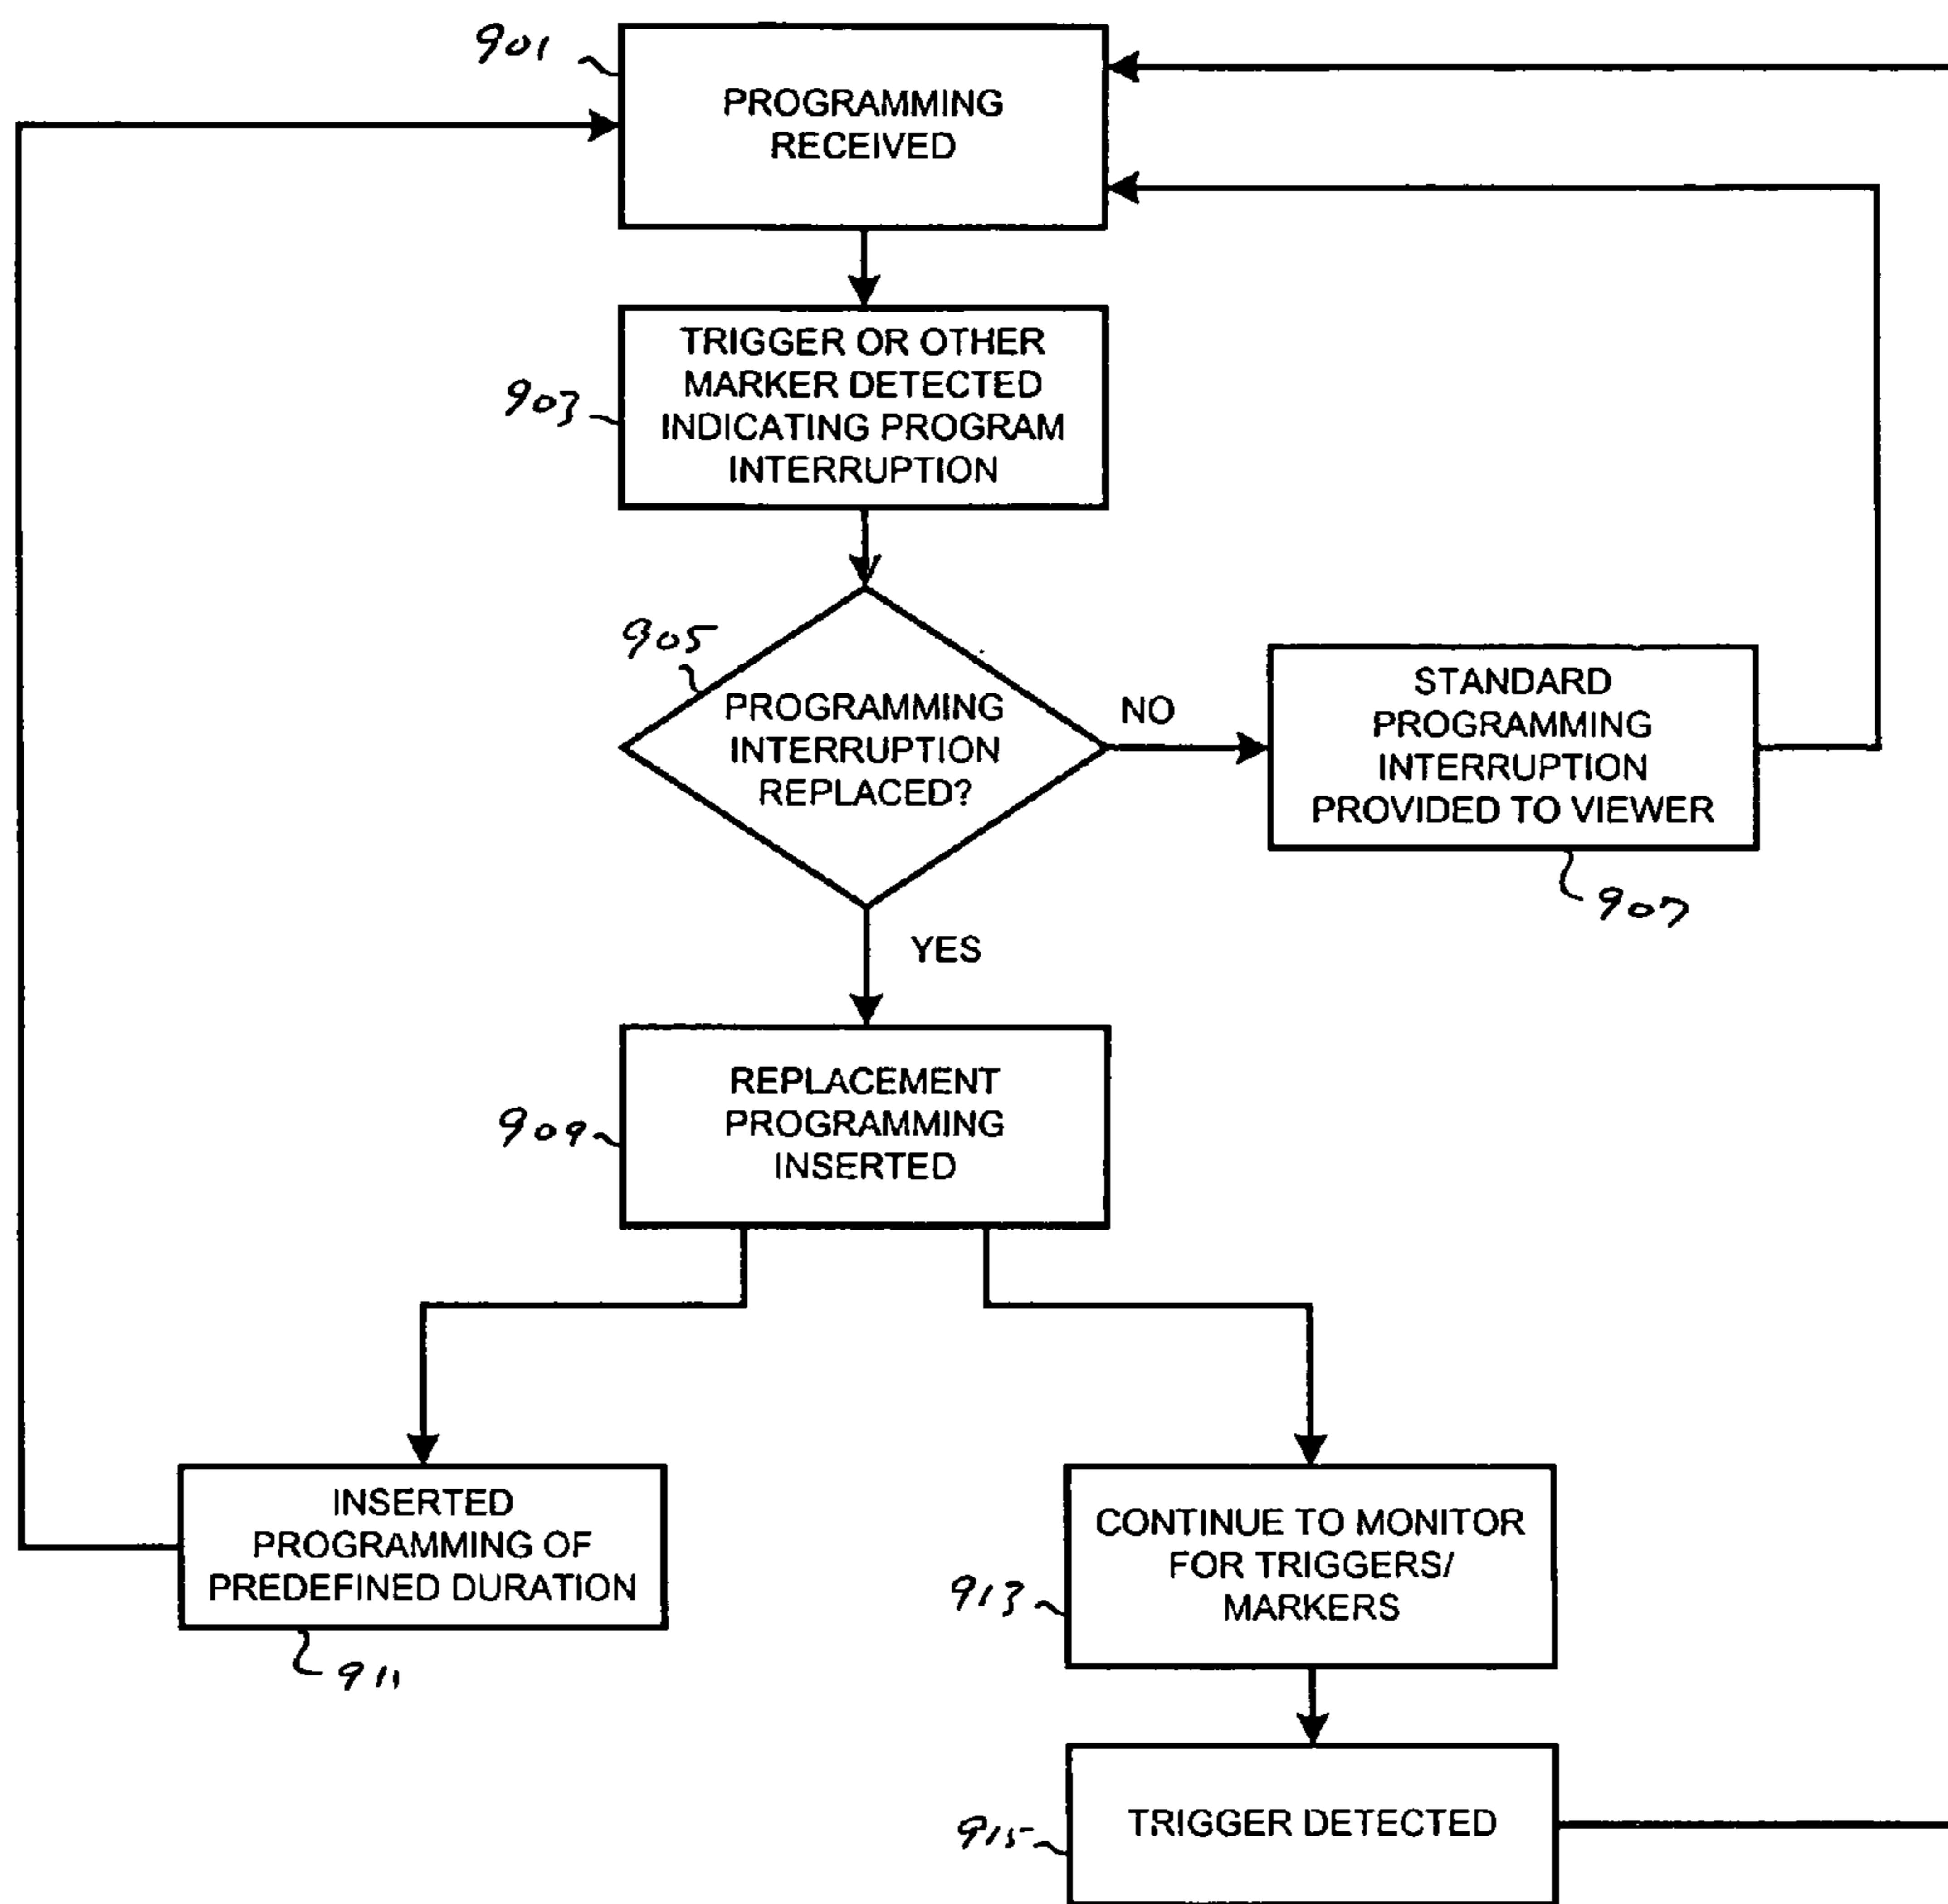 901
PROGRAMMING
RECEIVED
903
TRIGGER OR OTHER
MARKER DETECTED
INDICATING PROGRAM
INTERRUPTION
905
PROGRAMMING
INTERRUPTION
REPLACED?
NO
STANDARD
PROGRAMMING
INTERRUPTION
PROVIDED TO VIEWER
907
YES
909
REPLACEMENT
PROGRAMMING
INSERTED
INSERTED
PROGRAMMING OF
PREDEFINED DURATION
911
913
CONTINUE TO MONITOR
FOR TRIGGERS/
MARKERS
915
TRIGGER DETECTED